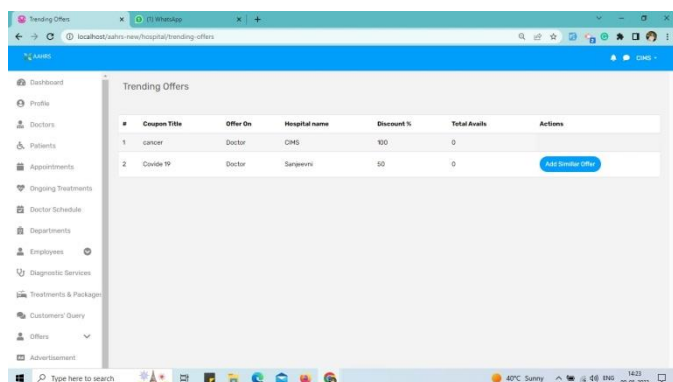 Trending Offers
(1) WhatsApp
localhost/aahrs-new/hospital/trending-offers
AAHRS
CIMS
Dashboard
Profile
Doctors
Patients
Appointments
Ongoing Treatments
Doctor Schedule
Departments
Employees
Diagnostic Services
Treatments & Packages
Customers' Query
Offers
Advertisement
Trending Offers
# Coupon Title Offer On Hespital name Discount % Total Avails Actions
1 cancer Doctor CIMS 100 0
2 Covide 19 Doctor Sanjeevni 50 0 Add Similar Offer
Type here to search
40°C Sunny
ENG
14:23